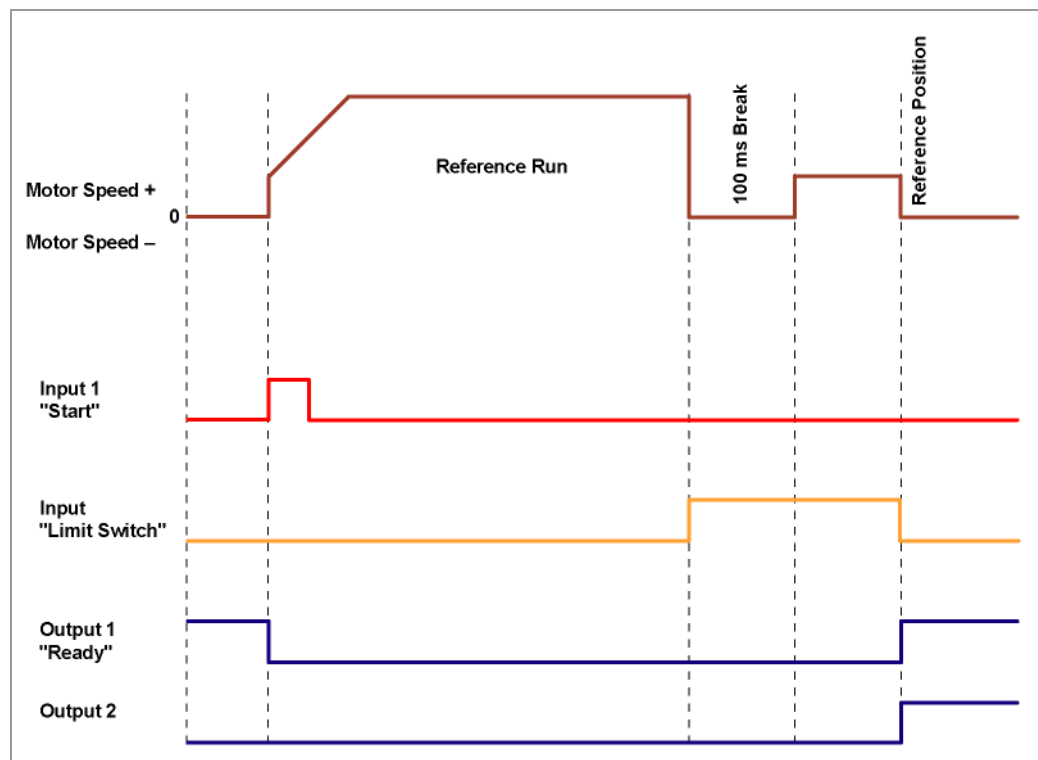 100 ms Break
Reference Position
Reference Run
Motor Speed +
0
Motor Speed –
Input 1
"Start"
Input
"Limit Switch"
Output 1
"Ready"
Output 2